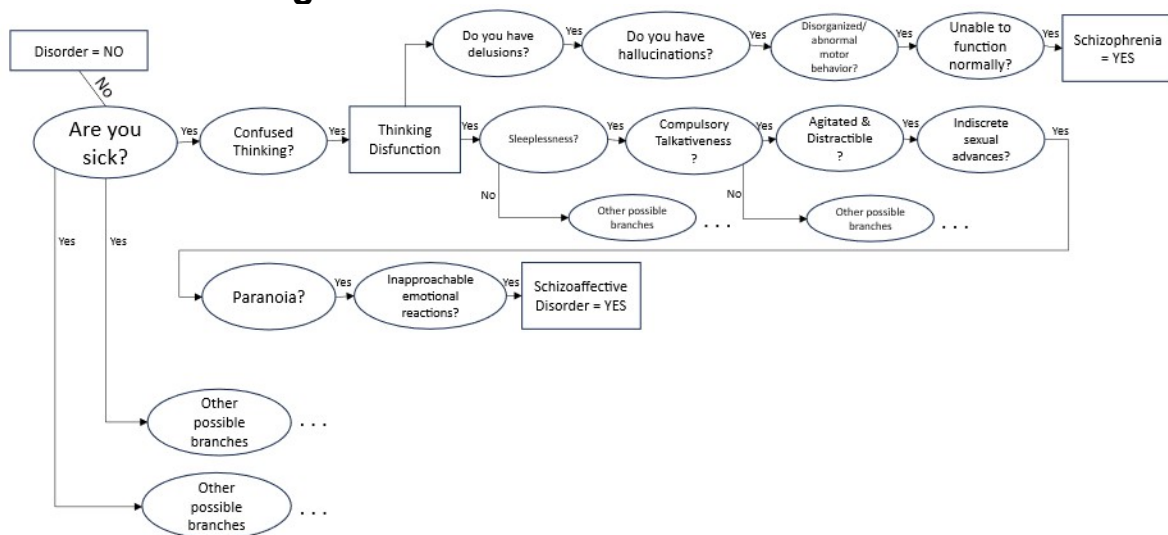 Disorder = NO
No
Are you
sick?
Yes
Confused
Thinking?
Yes
Thinking
Disfunction
Do you have
delusions?
Yes
Do you have
hallucinations?
Yes
Disorganized/
abnormal
motor
behavior?
Yes
Unable to
function
normally?
Yes
Schizophrenia
= YES
Yes
Sleeplessness?
Yes
Compulsory
Talkativeness
?
Yes
Agitated &
Distractible
?
Yes
Indiscrete
sexual
advances?
Yes
No
Other possible
branches
. . .
No
Other possible
branches
. . .
Yes
Yes
Paranoia?
Yes
Inapproachable
emotional
reactions?
Yes
Schizoaffective
Disorder = YES
Other
possible
branches
. . .
Other
possible
branches
. . .